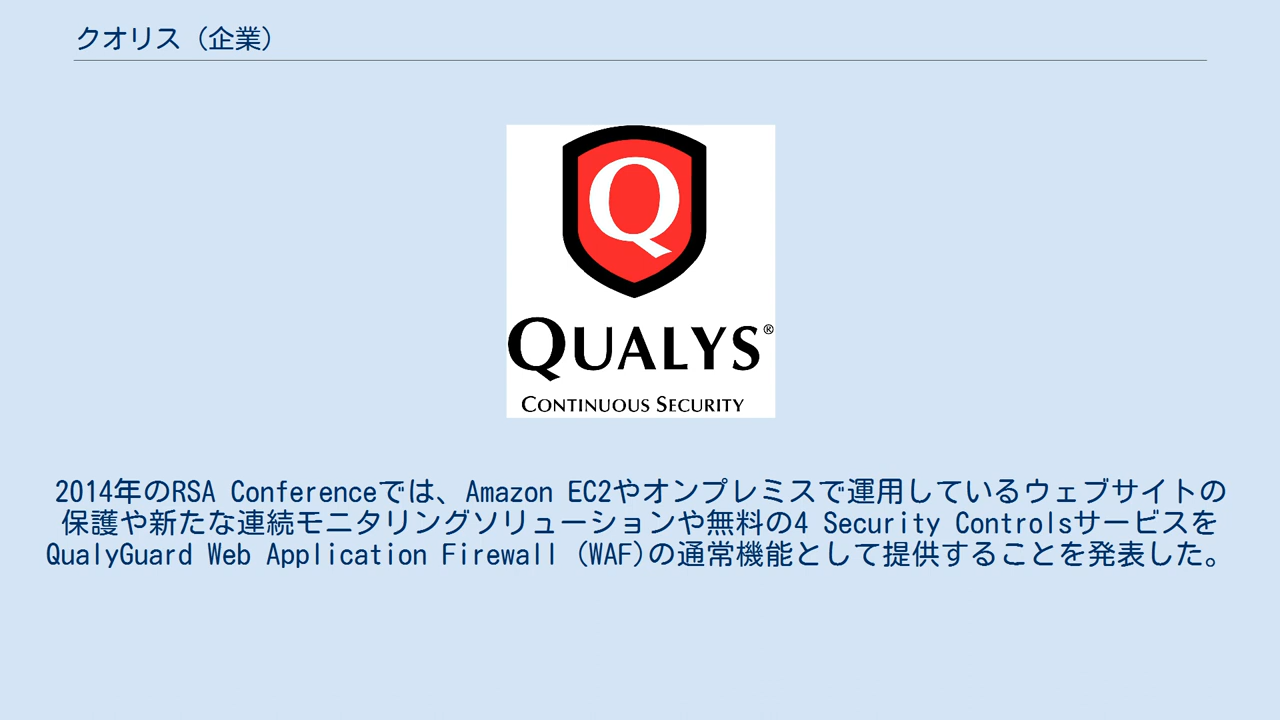 クオリス（企業）
Q
QUALYS®
CONTINUOUS SECURITY
2014年のRSA Conferenceでは、Amazon EC2やオンプレミスで運用しているウェブサイトの
保護や新たな連続モニタリングソリューションや無料の4 Security Controlsサービスを
QualyGuard Web Application Firewall (WAF)の通常機能として提供することを発表した。